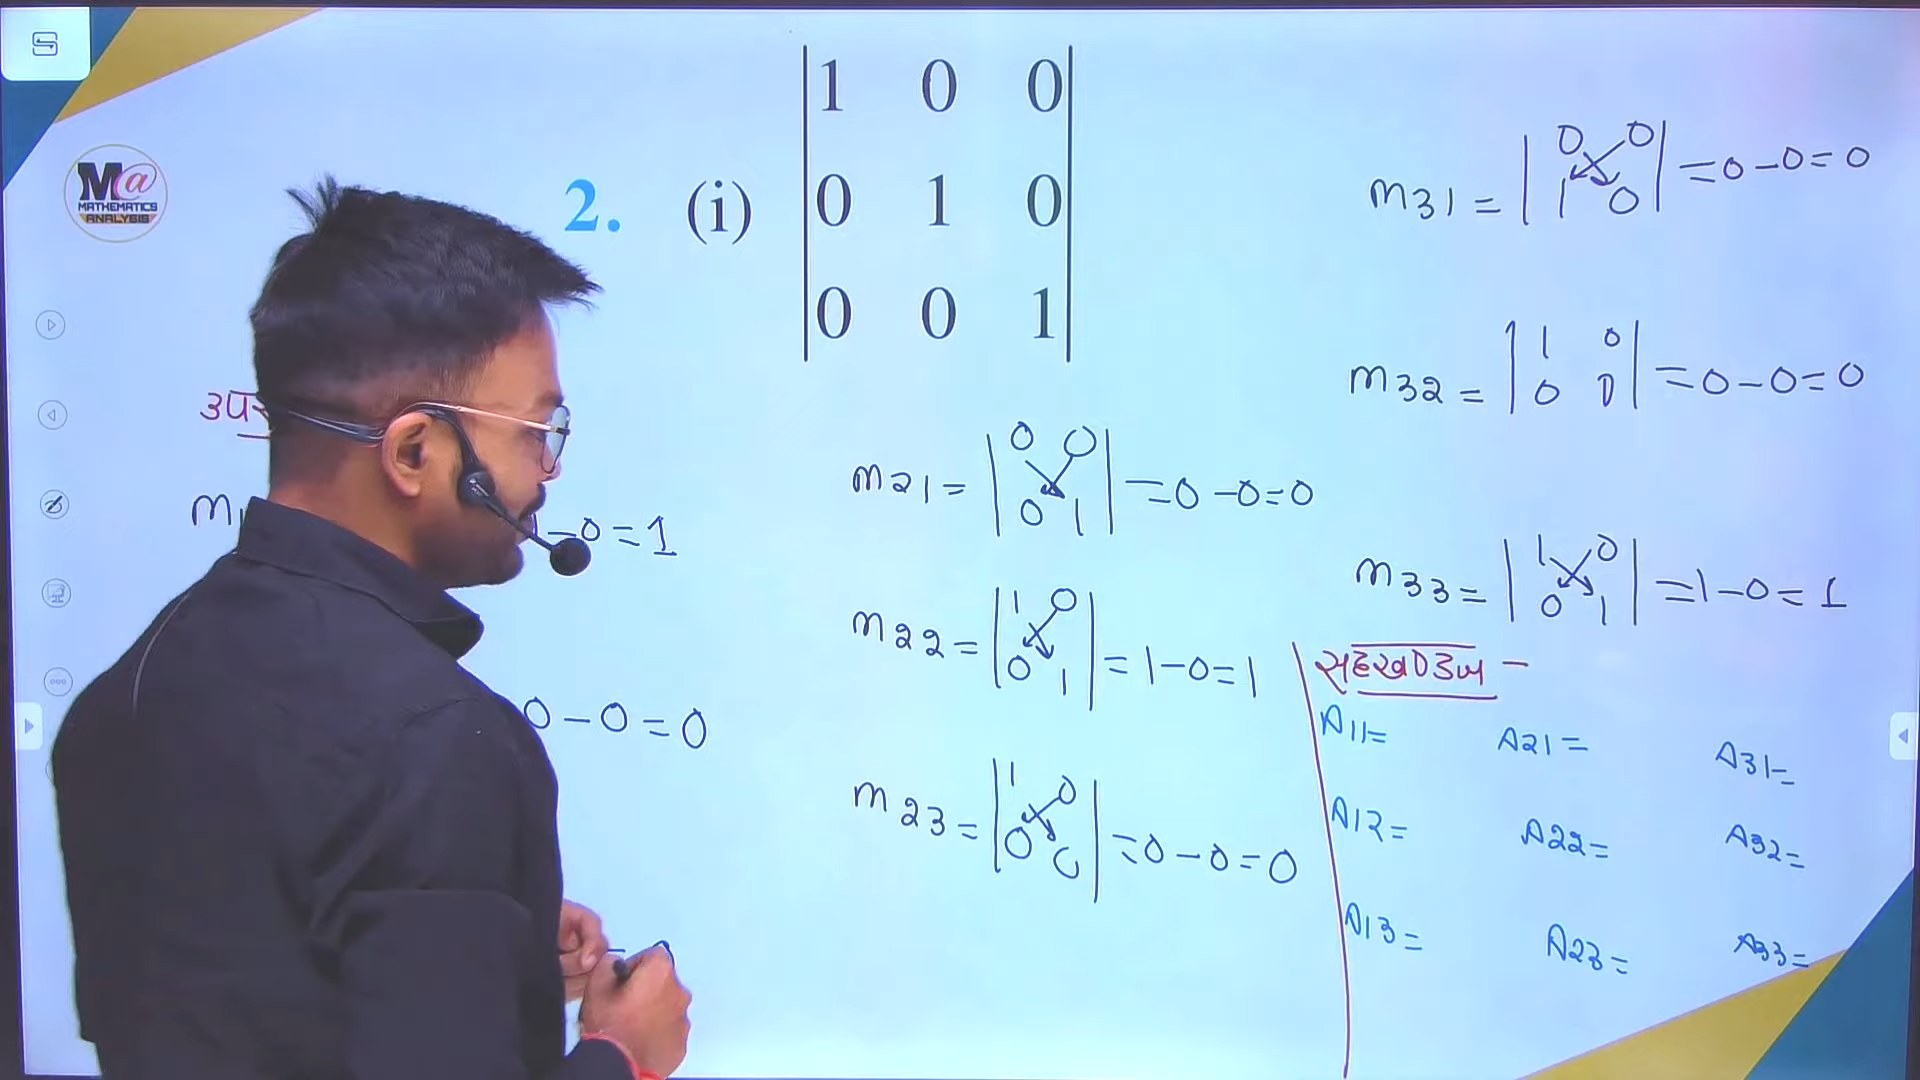 M@
MATHEMATICS
ANALYSIS
2. (i)
1 0 0
0 1 0
0 0 1
-0=1
0-0=0
m21= |0 0| =0-0=0
|0 1|
m22= |1 0| =1-0=1
|0 1|
m23= |1 0| =0-0=0
|0 0|
m31= |0 0| =0-0=0
|1 0|
m32= |1 0| =0-0=0
|0 0|
m33= |1 0| =1-0=1
|0 1|
सहखण्डज -
A11= A21= A31=
A12= A22= A32=
A13= A23= A33=